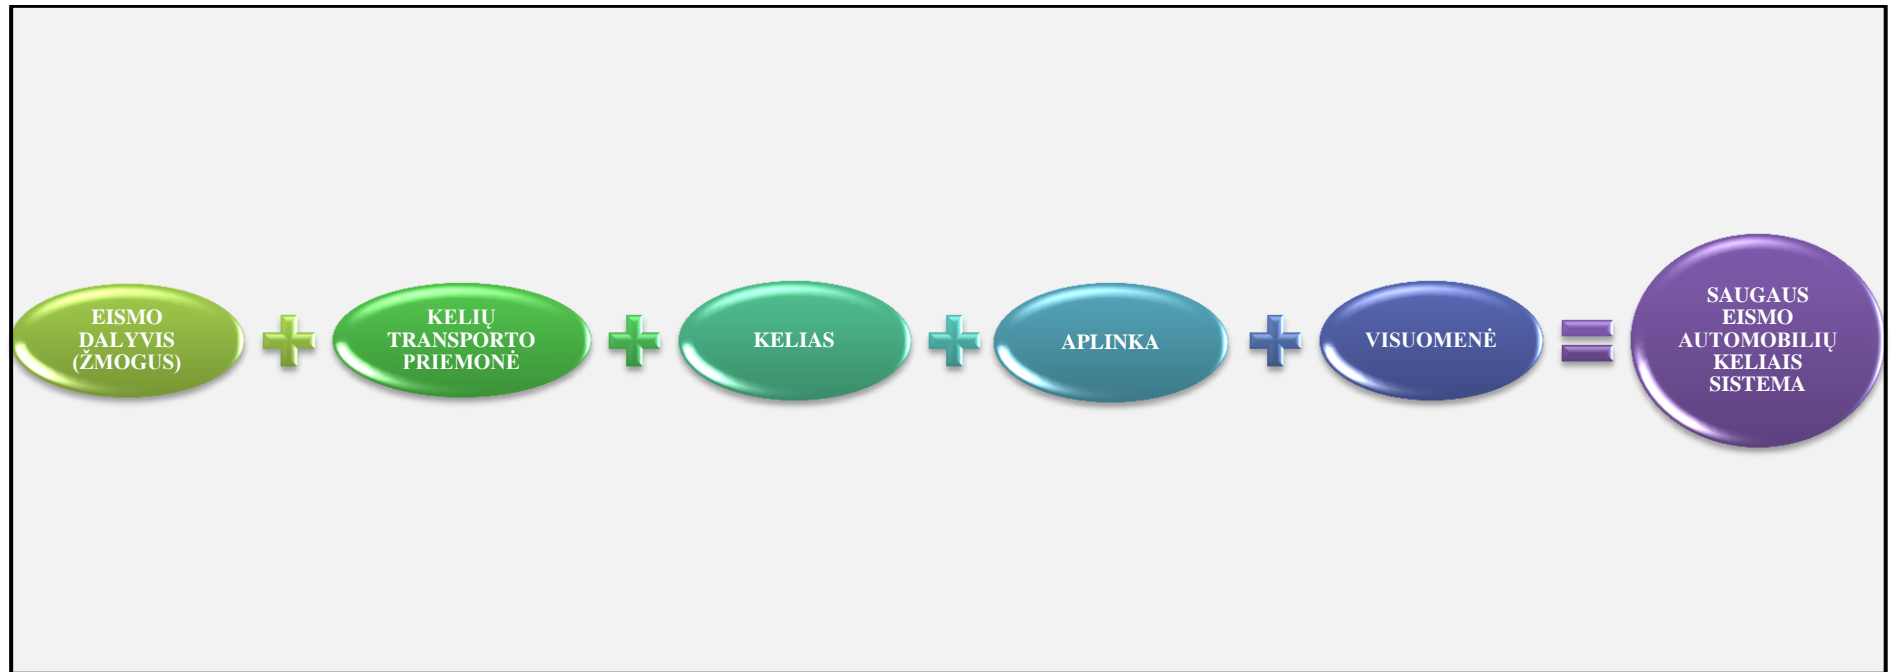 EISMO
DALYVIS
(ŽMOGUS)
KELIŲ
TRANSPORTO
PRIEMONĖ
KELIAS
APLINKA
VISUOMENĖ
SAUGAUS
EISMO
AUTOMOBILIŲ
KELIAIS
SISTEMA